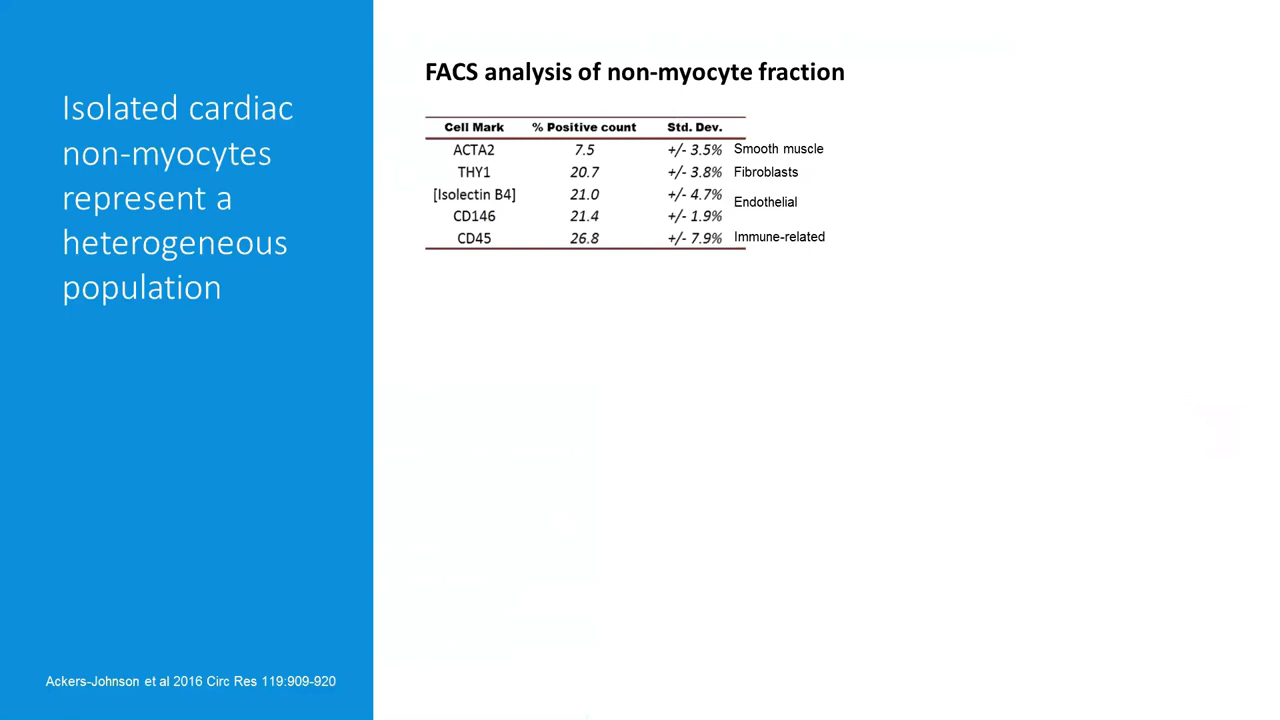 Isolated cardiac
non-myocytes
represent a
heterogeneous
population
Ackers-Johnson et al 2016 Circ Res 119:909-920
FACS analysis of non-myocyte fraction
Cell Mark % Positive count Std. Dev.
ACTA2 7.5 +/- 3.5% Smooth muscle
THY1 20.7 +/- 3.8% Fibroblasts
[Isolectin B4] 21.0 +/- 4.7%
Endothelial
CD146 21.4 +/- 1.9%
CD45 26.8 +/- 7.9% Immune-related